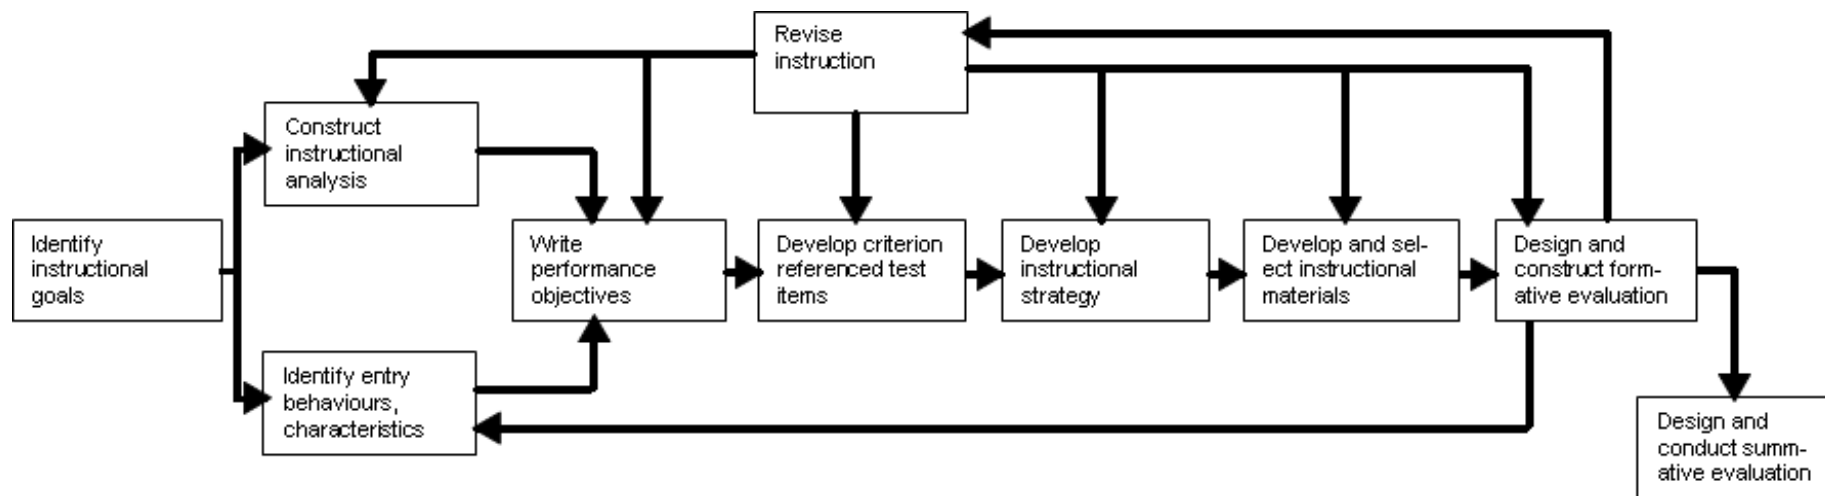 Revise
instruction
Construct
instructional
analysis
Identify
instructional
goals
Write
performance
objectives
Develop criterion
referenced test
items
Develop
instructional
strategy
Develop and sel-
ect instructional
materials
Design and
construct form-
ative evaluation
Identify entry
behaviours,
characteristics
Design and
conduct summ-
ative evaluation